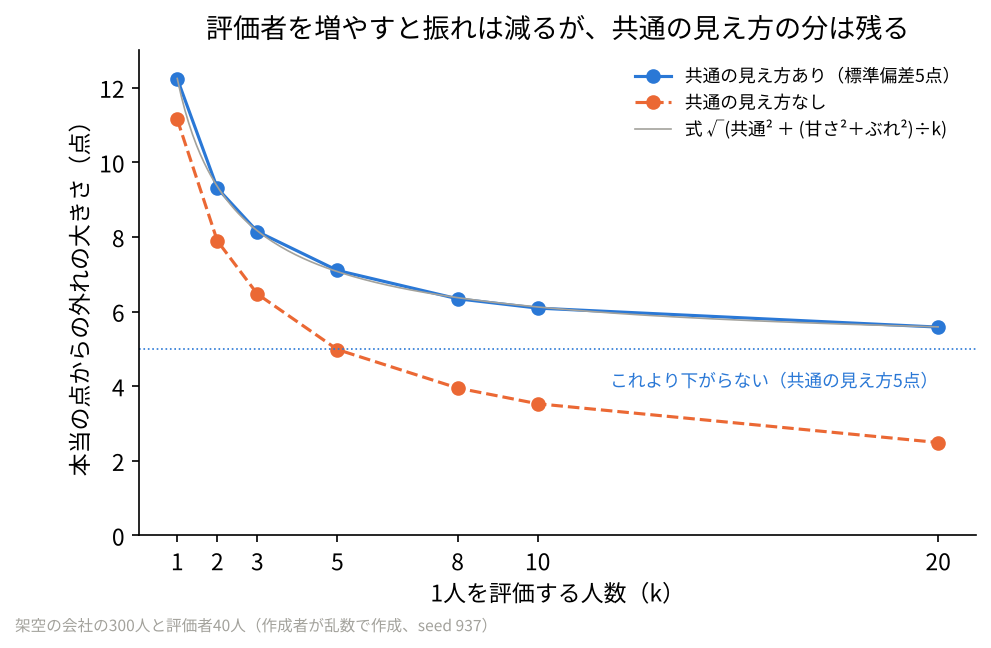 評価者を増やすと振れは減るが、共通の見え方の分は残る
本当の点からの外れの大きさ（点）
12
10
8
6
4
2
0
共通の見え方あり（標準偏差5点）
共通の見え方なし
式 √(共通² + (甘さ²+ぶれ²)÷k)
これより下がらない（共通の見え方5点）
1 2 3 5 8 10 20
1人を評価する人数（k）
架空の会社の300人と評価者40人（作成者が乱数で作成、seed 937）